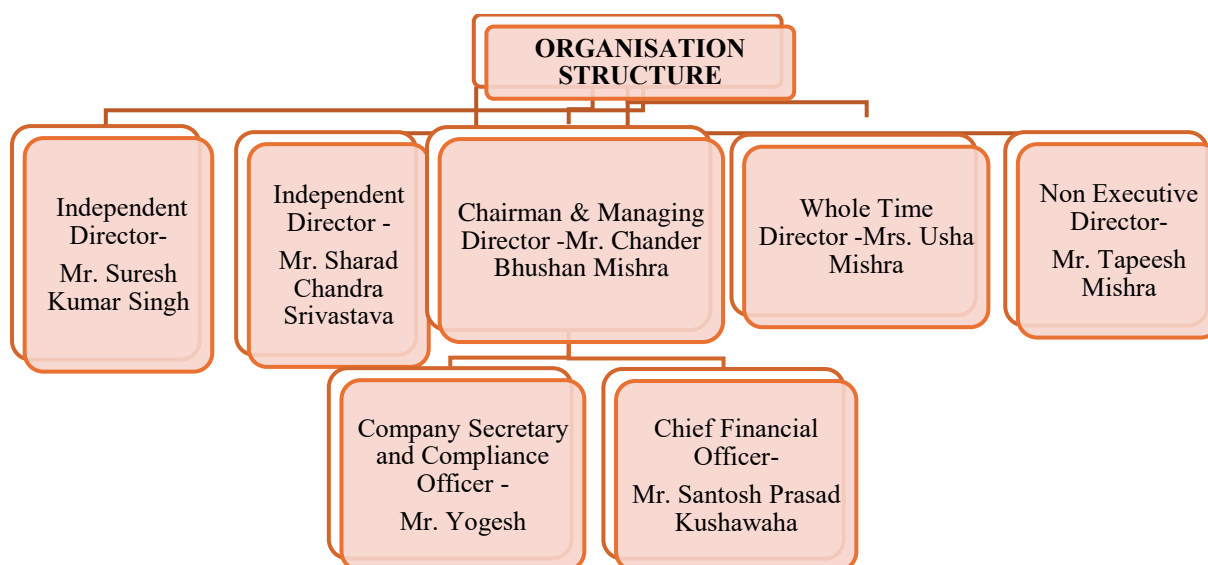 ORGANISATION
STRUCTURE
Independent
Director-
Mr. Suresh
Kumar Singh
Independent
Director -
Mr. Sharad
Chandra
Srivastava
Chairman & Managing
Director -Mr. Chander
Bhushan Mishra
Whole Time
Director -Mrs. Usha
Mishra
Non Executive
Director-
Mr. Tapeesh
Mishra
Company Secretary
and Compliance
Officer -
Mr. Yogesh
Chief Financial
Officer-
Mr. Santosh Prasad
Kushawaha